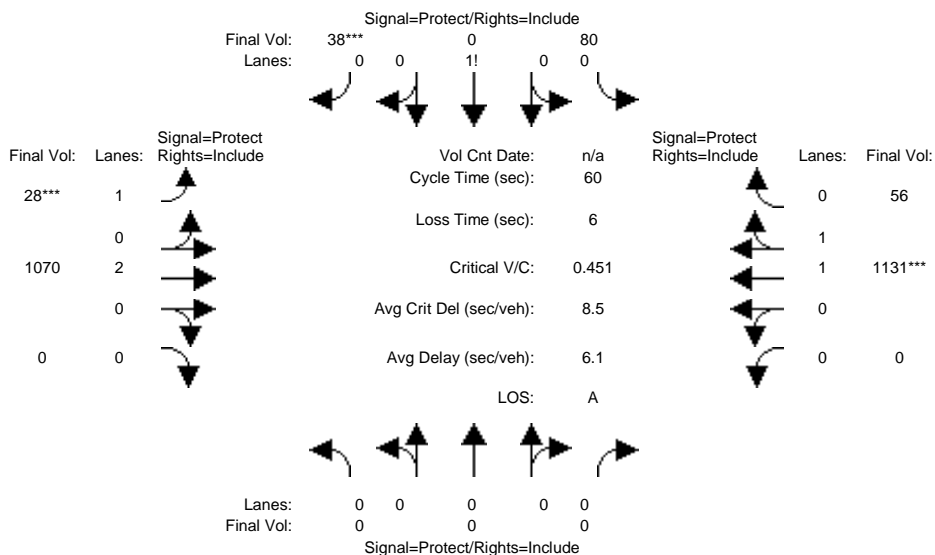 Signal=Protect/Rights=Include
Final Vol: 38*** 0 80
Lanes: 0 0 1! 0 0
Signal=Protect Signal=Protect
Final Vol: Lanes: Rights=Include Vol Cnt Date: n/a Rights=Include Lanes: Final Vol:
Cycle Time (sec): 60
28*** 1 0 56
Loss Time (sec): 6
0 1
1070 2 Critical V/C: 0.451 1 1131***
0 Avg Crit Del (sec/veh): 8.5 0
0 0 Avg Delay (sec/veh): 6.1 0 0
LOS: A
Lanes: 0 0 0 0 0
Final Vol: 0 0 0
Signal=Protect/Rights=Include